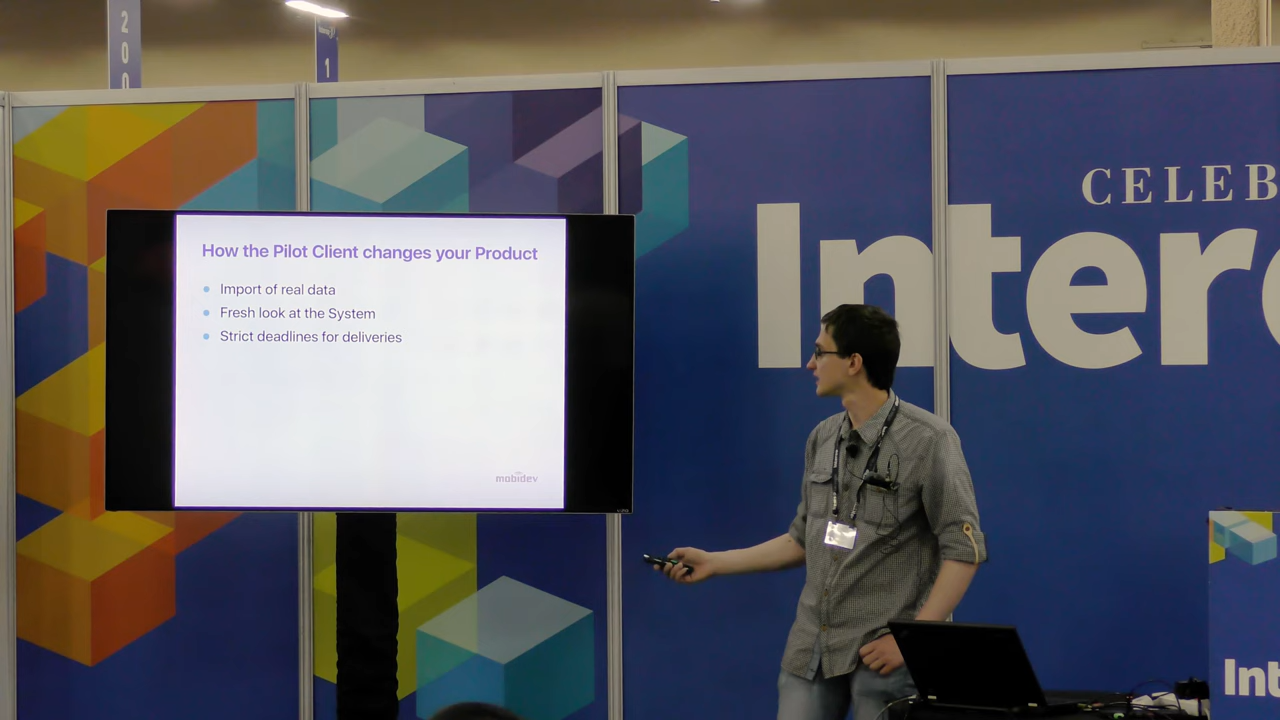 200
1
CELEB
Inter
How the Pilot Client changes your Product
Import of real data
Fresh look at the System
Strict deadlines for deliveries
mobidev
Int